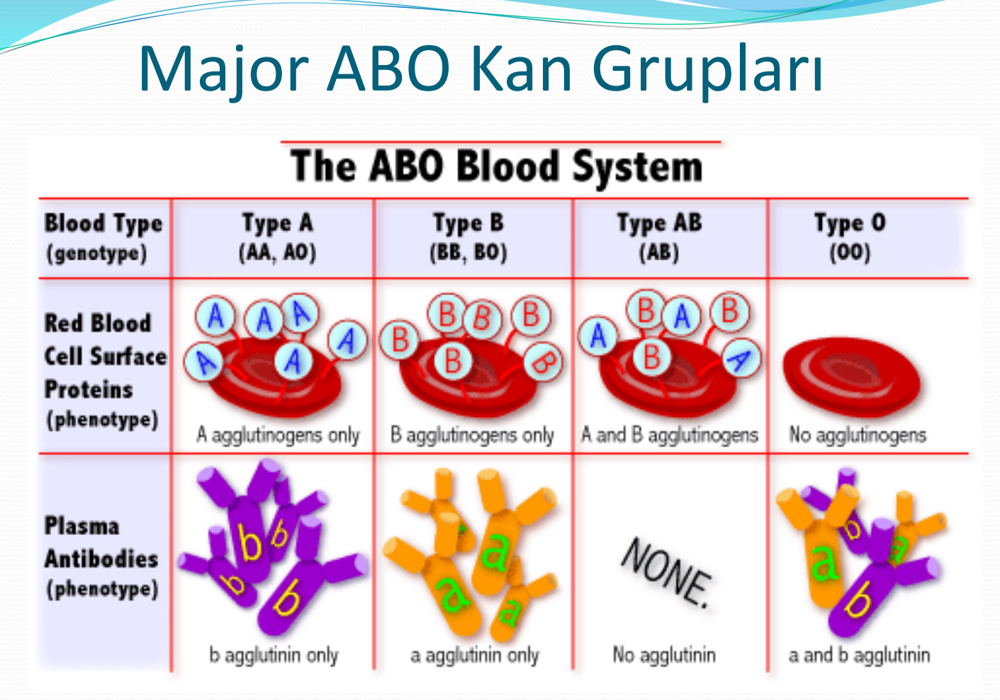 Major ABO Kan Grupları
The ABO Blood System
Blood Type
(genotype)
Type A
(AA, AO)
Type B
(BB, BO)
Type AB
(AB)
Type O
(OO)
Red Blood
Cell Surface
Proteins
(phenotype)
A A A A A A
A agglutinogens only
B B B B B B
B agglutinogens only
A B A B B A
A and B agglutinogens
No agglutinogens
Plasma
Antibodies
(phenotype)
b b b b
b agglutinin only
a a a
a agglutinin only
NONE.
No agglutinin
a b a b
a and b agglutinin